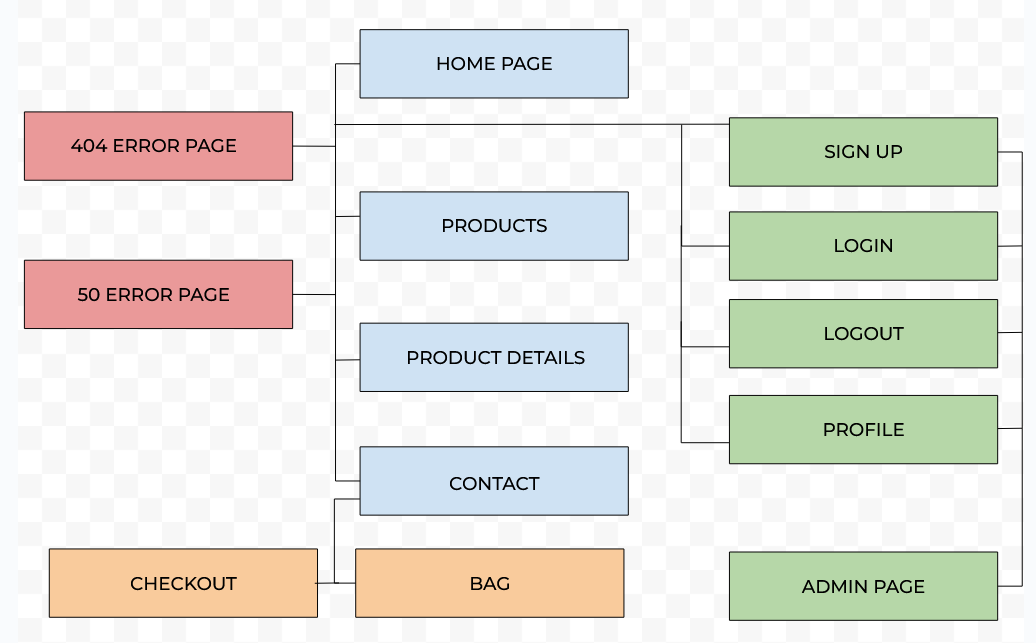 HOME PAGE
404 ERROR PAGE
SIGN UP
PRODUCTS
LOGIN
50 ERROR PAGE
LOGOUT
PRODUCT DETAILS
PROFILE
CONTACT
CHECKOUT
BAG
ADMIN PAGE